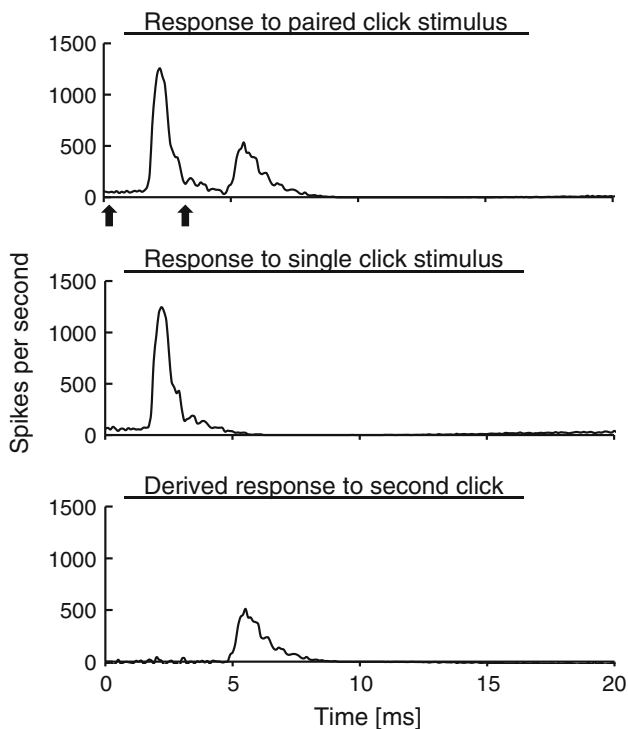 Response to paired click stimulus
1500
1000
500
0
Response to single click stimulus
1500
1000
500
0
Spikes per second
Derived response to second click
1500
1000
500
0
0 5 10 15 20
Time [ms]